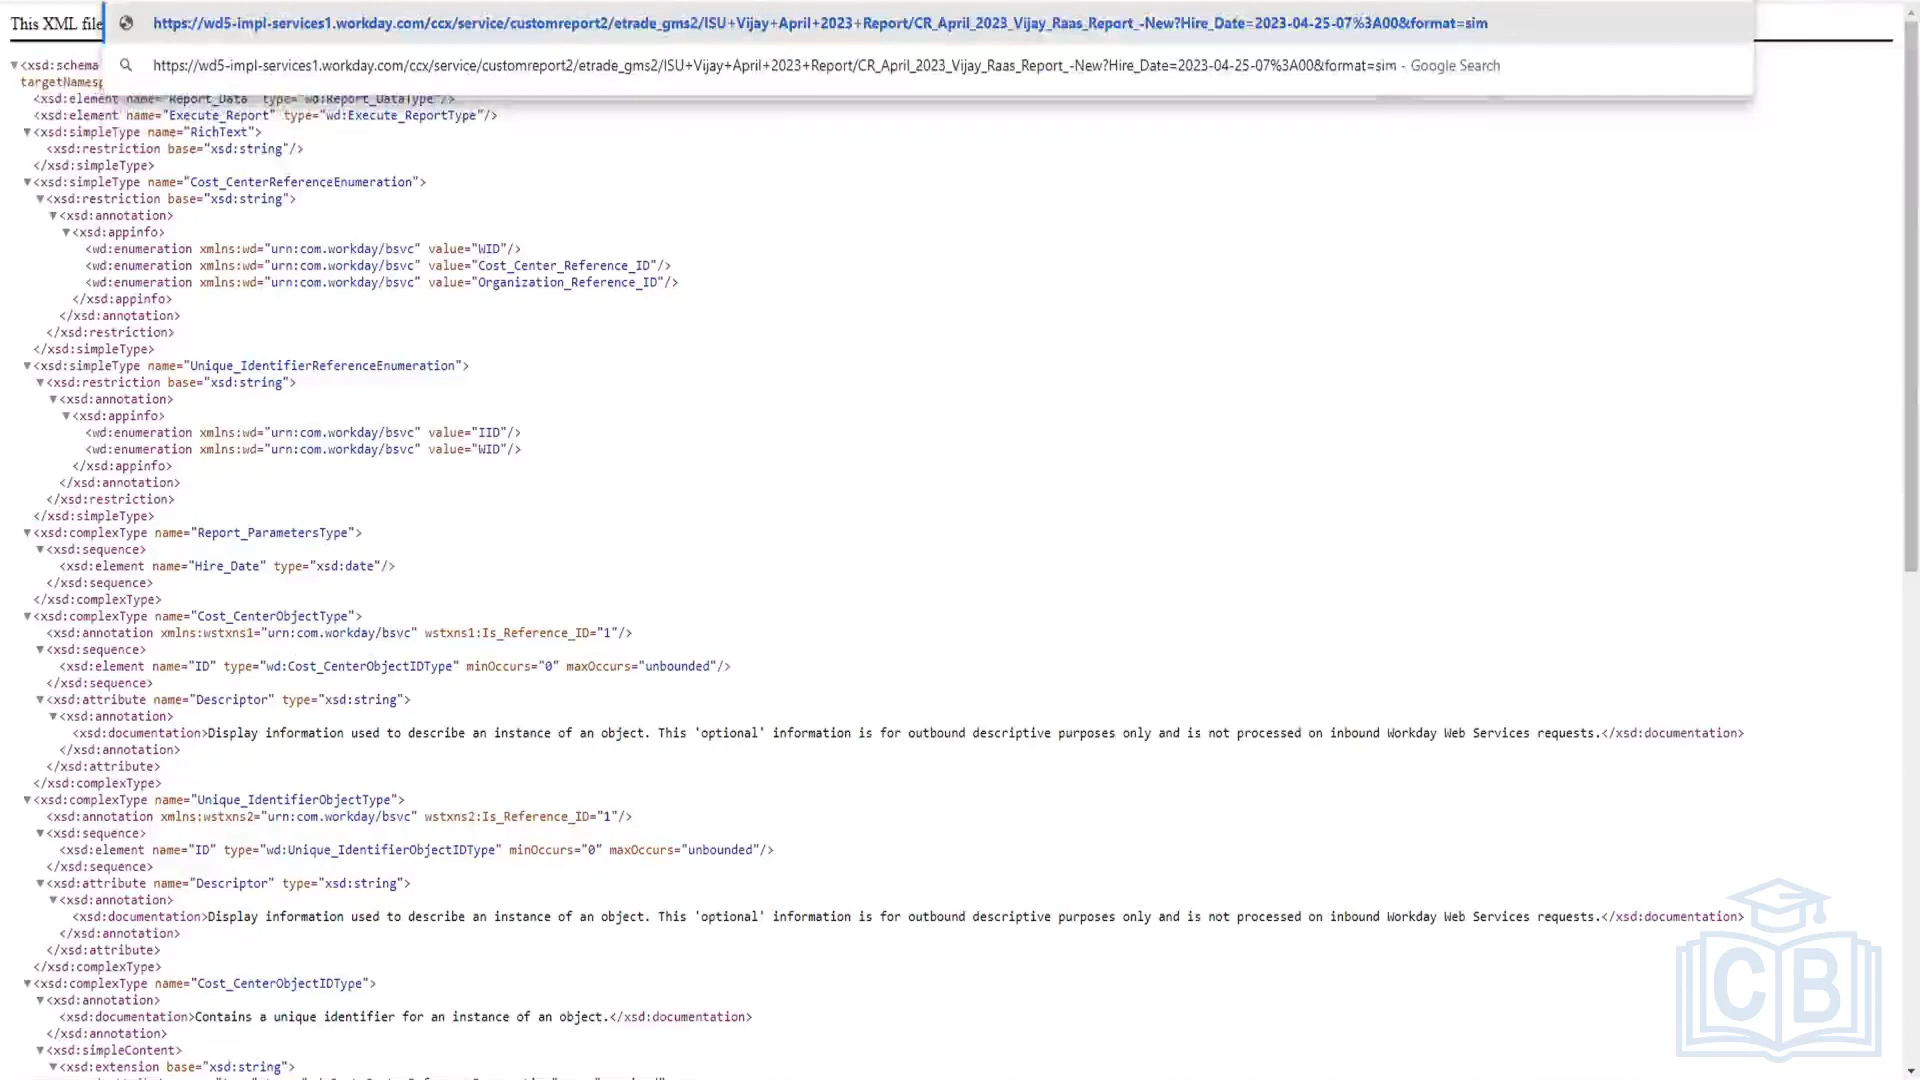 This XML file
https://wd5-impl-services1.workday.com/ccx/service/customreport2/etrade_gms2/ISU+Vijay+April+2023+Report/CR_April_2023_Vijay_Raas_Report_-New?Hire_Date=2023-04-25-07%3A00&format=sim
https://wd5-impl-services1.workday.com/ccx/service/customreport2/etrade_gms2/ISU+Vijay+April+2023+Report/CR_April_2023_Vijay_Raas_Report_-New?Hire_Date=2023-04-25-07%3A00&format=sim - Google Search
▼<xsd:schema
targetNamesp
<xsd:element name="Report_Data" type="wd:Report_DataType"/>
<xsd:element name="Execute_Report" type="wd:Execute_ReportType"/>
▼<xsd:simpleType name="RichText">
<xsd:restriction base="xsd:string"/>
</xsd:simpleType>
▼<xsd:simpleType name="Cost_CenterReferenceEnumeration">
▼<xsd:restriction base="xsd:string">
▼<xsd:annotation>
▼<xsd:appinfo>
<wd:enumeration xmlns:wd="urn:com.workday/bsvc" value="WID"/>
<wd:enumeration xmlns:wd="urn:com.workday/bsvc" value="Cost_Center_Reference_ID"/>
<wd:enumeration xmlns:wd="urn:com.workday/bsvc" value="Organization_Reference_ID"/>
</xsd:appinfo>
</xsd:annotation>
</xsd:restriction>
</xsd:simpleType>
▼<xsd:simpleType name="Unique_IdentifierReferenceEnumeration">
▼<xsd:restriction base="xsd:string">
▼<xsd:annotation>
▼<xsd:appinfo>
<wd:enumeration xmlns:wd="urn:com.workday/bsvc" value="IID"/>
<wd:enumeration xmlns:wd="urn:com.workday/bsvc" value="WID"/>
</xsd:appinfo>
</xsd:annotation>
</xsd:restriction>
</xsd:simpleType>
▼<xsd:complexType name="Report_ParametersType">
▼<xsd:sequence>
<xsd:element name="Hire_Date" type="xsd:date"/>
</xsd:sequence>
</xsd:complexType>
▼<xsd:complexType name="Cost_CenterObjectType">
<xsd:annotation xmlns:wstxns1="urn:com.workday/bsvc" wstxns1:Is_Reference_ID="1"/>
▼<xsd:sequence>
<xsd:element name="ID" type="wd:Cost_CenterObjectIDType" minOccurs="0" maxOccurs="unbounded"/>
</xsd:sequence>
▼<xsd:attribute name="Descriptor" type="xsd:string">
▼<xsd:annotation>
<xsd:documentation>Display information used to describe an instance of an object. This 'optional' information is for outbound descriptive purposes only and is not processed on inbound Workday Web Services requests.</xsd:documentation>
</xsd:annotation>
</xsd:attribute>
</xsd:complexType>
▼<xsd:complexType name="Unique_IdentifierObjectType">
<xsd:annotation xmlns:wstxns2="urn:com.workday/bsvc" wstxns2:Is_Reference_ID="1"/>
▼<xsd:sequence>
<xsd:element name="ID" type="wd:Unique_IdentifierObjectIDType" minOccurs="0" maxOccurs="unbounded"/>
</xsd:sequence>
▼<xsd:attribute name="Descriptor" type="xsd:string">
▼<xsd:annotation>
<xsd:documentation>Display information used to describe an instance of an object. This 'optional' information is for outbound descriptive purposes only and is not processed on inbound Workday Web Services requests.</xsd:documentation>
</xsd:annotation>
</xsd:attribute>
</xsd:complexType>
▼<xsd:complexType name="Cost_CenterObjectIDType">
▼<xsd:annotation>
<xsd:documentation>Contains a unique identifier for an instance of an object.</xsd:documentation>
</xsd:annotation>
▼<xsd:simpleContent>
▼<xsd:extension base="xsd:string">
CB